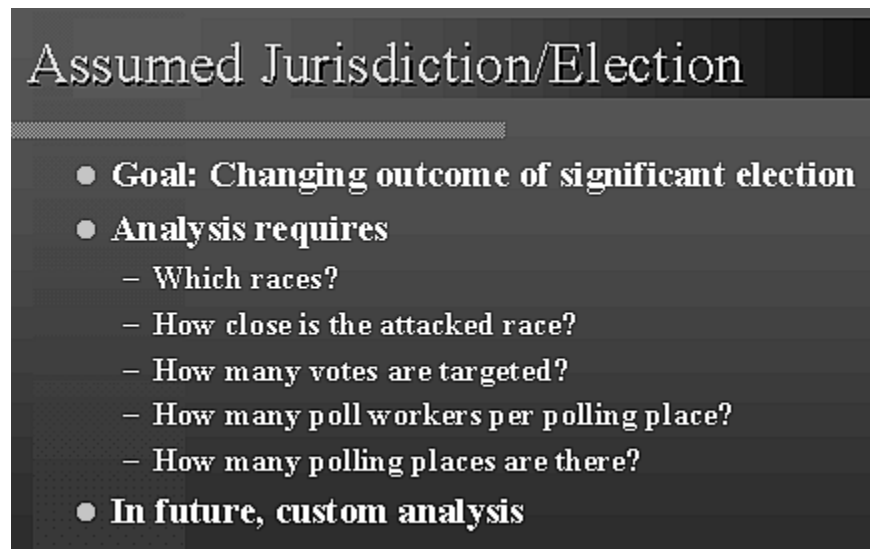 Assumed Jurisdiction/Election
● Goal: Changing outcome of significant election
● Analysis requires
– Which races?
– How close is the attacked race?
– How many votes are targeted?
– How many poll workers per polling place?
– How many polling places are there?
● In future, custom analysis